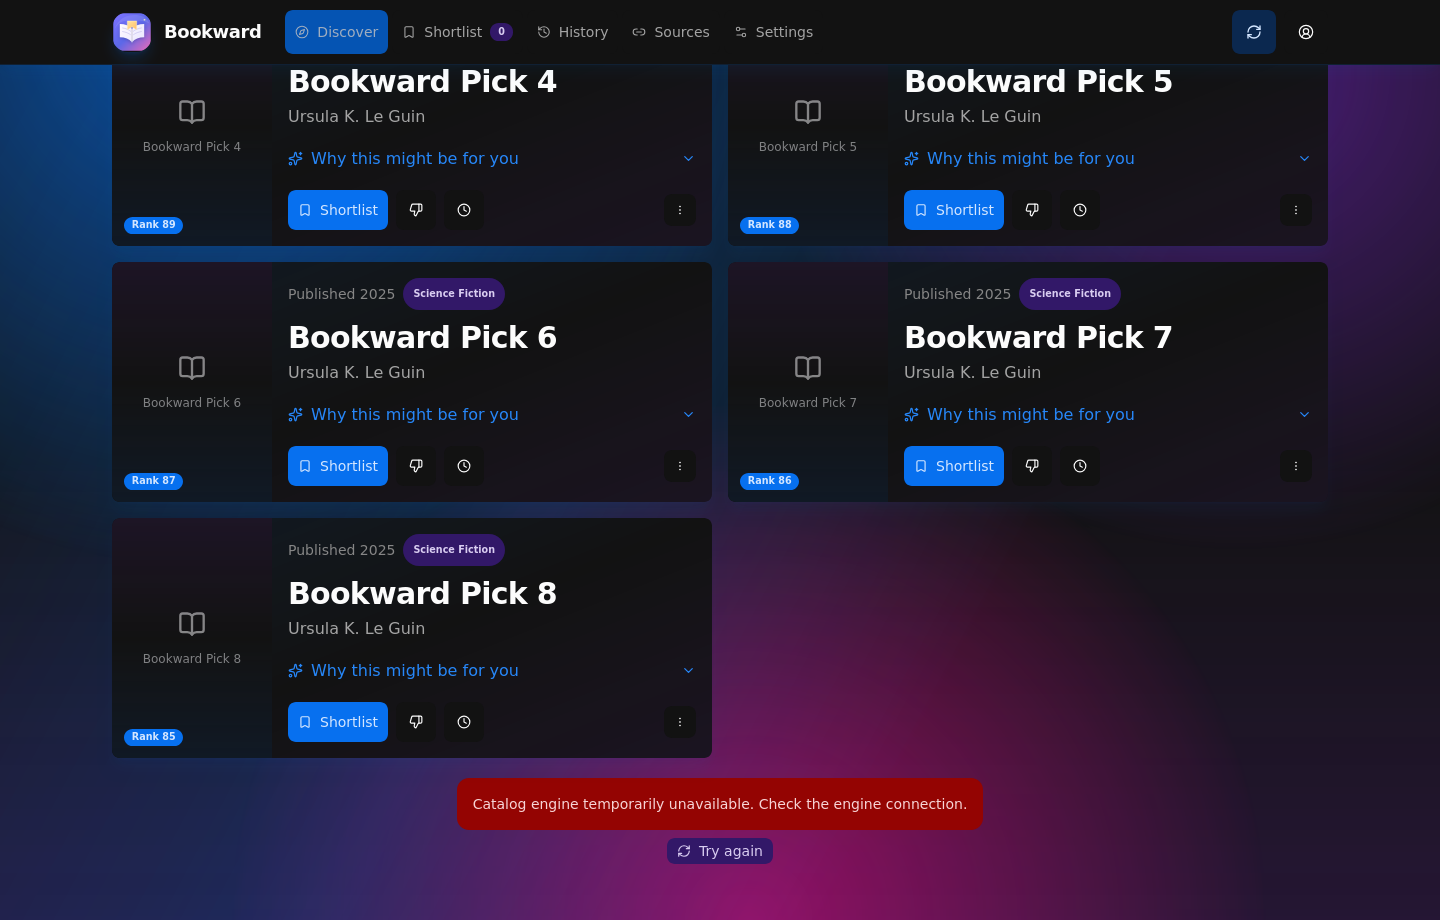 Bookward
Discover
Shortlist 0
History
Sources
Settings
Bookward Pick 4
Rank 89
Bookward Pick 4
Ursula K. Le Guin
Why this might be for you
Shortlist
Bookward Pick 5
Rank 88
Bookward Pick 5
Ursula K. Le Guin
Why this might be for you
Shortlist
Bookward Pick 6
Rank 87
Published 2025 Science Fiction
Bookward Pick 6
Ursula K. Le Guin
Why this might be for you
Shortlist
Bookward Pick 7
Rank 86
Published 2025 Science Fiction
Bookward Pick 7
Ursula K. Le Guin
Why this might be for you
Shortlist
Bookward Pick 8
Rank 85
Published 2025 Science Fiction
Bookward Pick 8
Ursula K. Le Guin
Why this might be for you
Shortlist
Catalog engine temporarily unavailable. Check the engine connection.
Try again